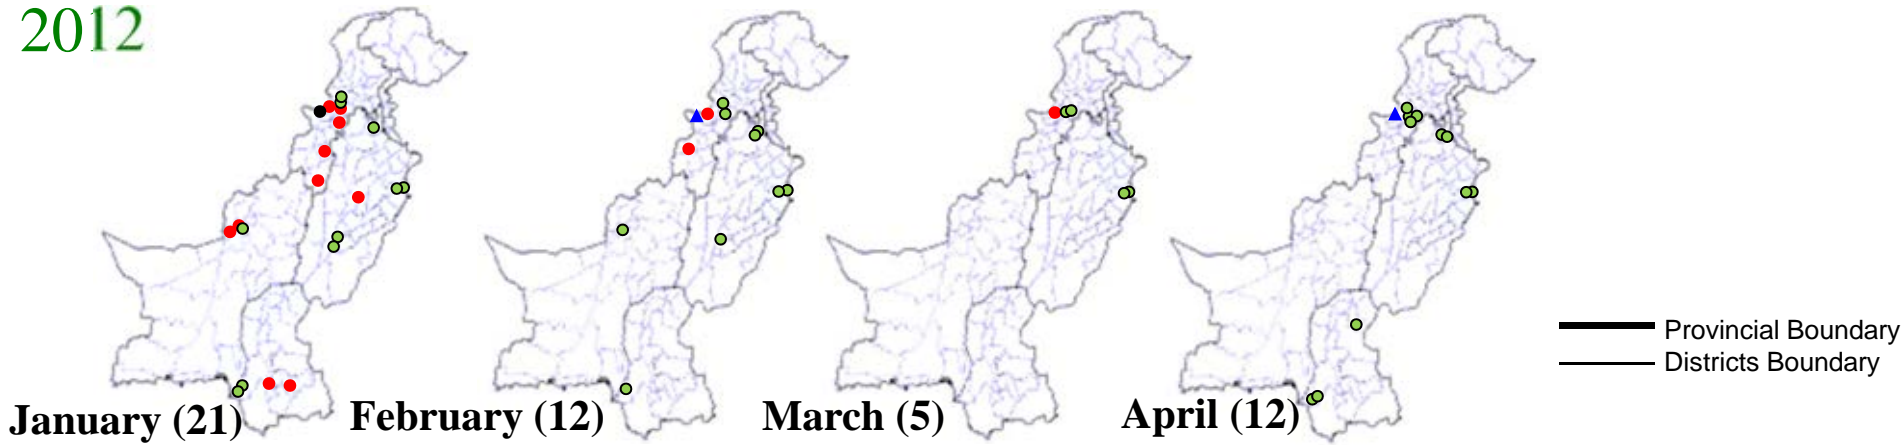 2012
Provincial Boundary
Districts Boundary
January (21)
February (12)
March (5)
April (12)